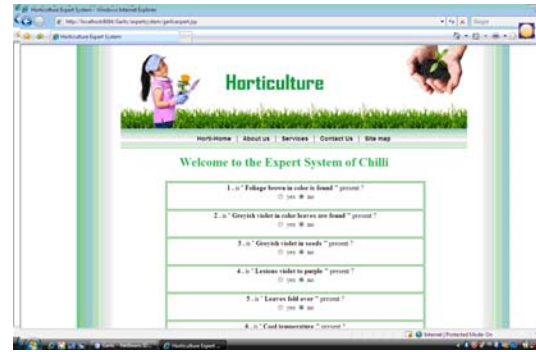 Horticulture Expert System - Windows Internet Explorer
Horticulture Expert System
Horticulture
Horti-Home | About us | Services | Contact Us | Site map
Welcome to the Expert System of Chilli
1 . is " Foliage brown in color is found " present ?
yes no
2 . is " Greyish violet in color leaves are found " present ?
yes no
3 . is " Greyish violet in seeds " present ?
yes no
4 . is " Lesions violet to purple " present ?
yes no
5 . is " Leaves fold over " present ?
yes no
6 . is " Cool temperature " present ?
Internet | Protected Mode: On
Horticulture Expert ...